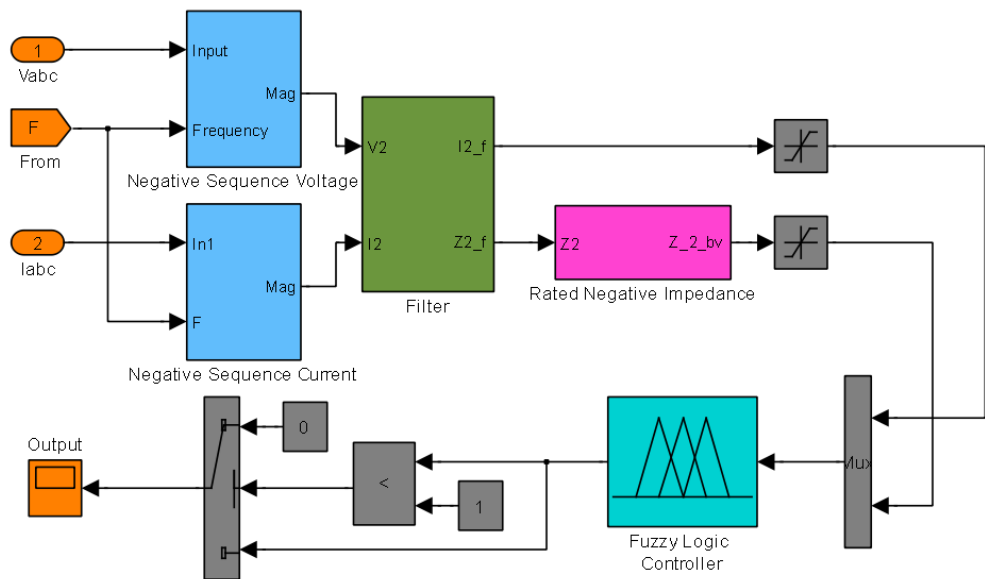 1
Vabc
Input
Mag
Frequency
Negative Sequence Voltage
F
From
2
Iabc
In1
Mag
F
Negative Sequence Current
V2
I2_f
I2
Z2_f
Filter
Z2
Z_2_bv
Rated Negative Impedance
Output
0
<
1
Fuzzy Logic
Controller
Mux